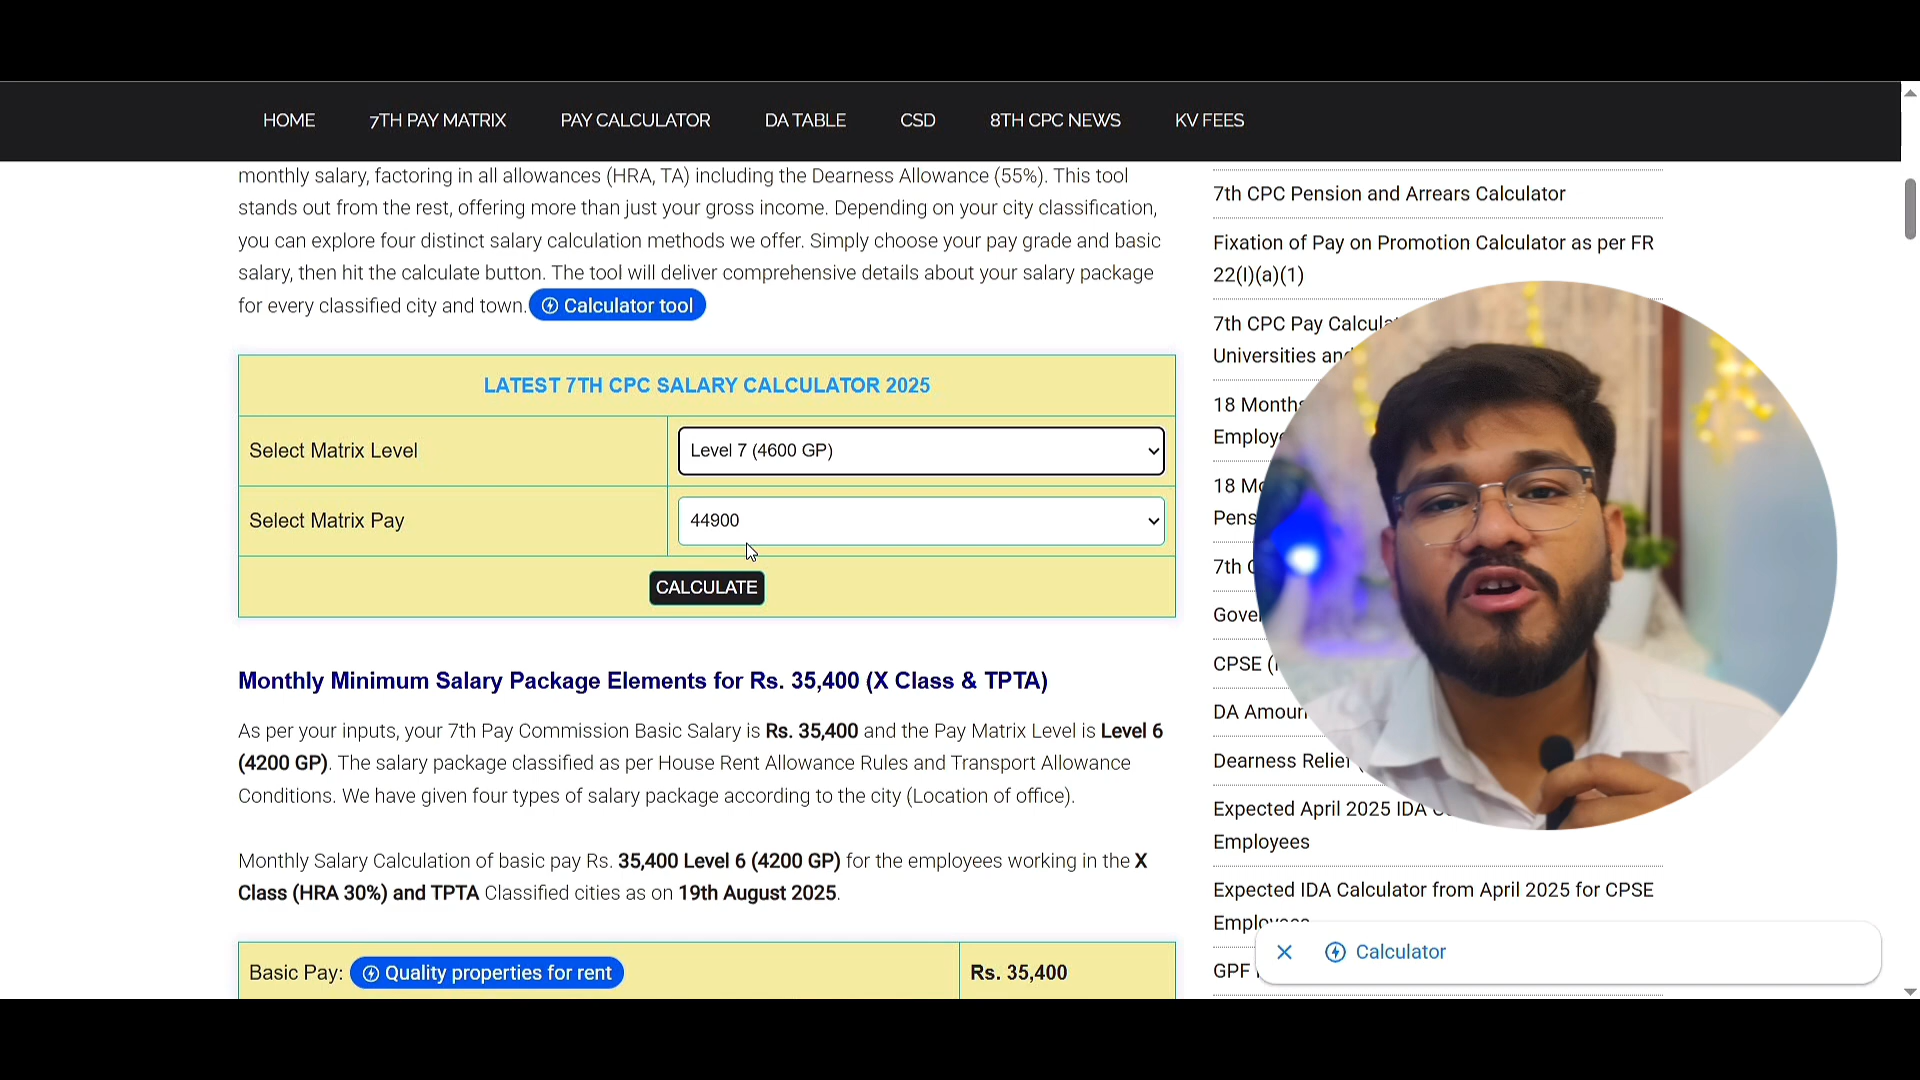 HOME 7TH PAY MATRIX PAY CALCULATOR DA TABLE CSD 8TH CPC NEWS KV FEES
monthly salary, factoring in all allowances (HRA, TA) including the Dearness Allowance (55%). This tool
stands out from the rest, offering more than just your gross income. Depending on your city classification,
you can explore four distinct salary calculation methods we offer. Simply choose your pay grade and basic
salary, then hit the calculate button. The tool will deliver comprehensive details about your salary package
for every classified city and town. Calculator tool
LATEST 7TH CPC SALARY CALCULATOR 2025
Select Matrix Level Level 7 (4600 GP)
Select Matrix Pay 44900
CALCULATE
Monthly Minimum Salary Package Elements for Rs. 35,400 (X Class & TPTA)
As per your inputs, your 7th Pay Commission Basic Salary is Rs. 35,400 and the Pay Matrix Level is Level 6
(4200 GP). The salary package classified as per House Rent Allowance Rules and Transport Allowance
Conditions. We have given four types of salary package according to the city (Location of office).
Monthly Salary Calculation of basic pay Rs. 35,400 Level 6 (4200 GP) for the employees working in the X
Class (HRA 30%) and TPTA Classified cities as on 19th August 2025.
Basic Pay: Quality properties for rent Rs. 35,400
7th CPC Pension and Arrears Calculator
Fixation of Pay on Promotion Calculator as per FR
22(I)(a)(1)
7th CPC Pay
Universities
18
7th
CPSE
DA
Dearness Relief
Expected April 2025 IDA
Employees
Expected IDA Calculator from April 2025 for CPSE
Employees
GPF
Calculator